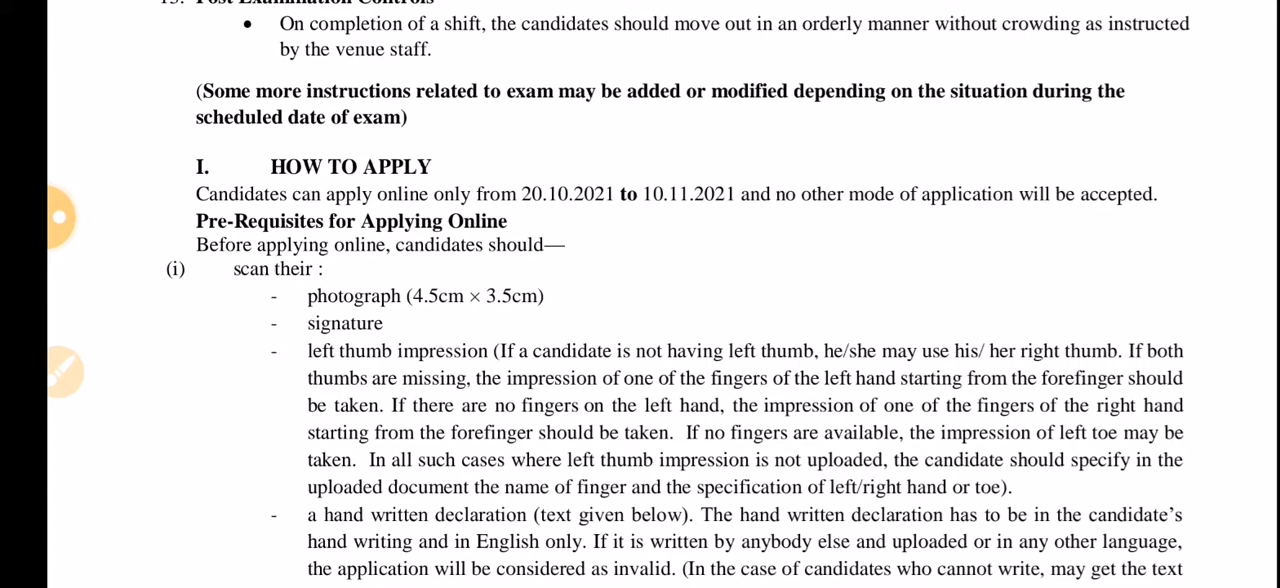 13. Post Examination Controls
• On completion of a shift, the candidates should move out in an orderly manner without crowding as instructed
by the venue staff.
(Some more instructions related to exam may be added or modified depending on the situation during the
scheduled date of exam)
I. HOW TO APPLY
Candidates can apply online only from 20.10.2021 to 10.11.2021 and no other mode of application will be accepted.
Pre-Requisites for Applying Online
Before applying online, candidates should—
(i) scan their :
- photograph (4.5cm × 3.5cm)
- signature
- left thumb impression (If a candidate is not having left thumb, he/she may use his/ her right thumb. If both
thumbs are missing, the impression of one of the fingers of the left hand starting from the forefinger should
be taken. If there are no fingers on the left hand, the impression of one of the fingers of the right hand
starting from the forefinger should be taken. If no fingers are available, the impression of left toe may be
taken. In all such cases where left thumb impression is not uploaded, the candidate should specify in the
uploaded document the name of finger and the specification of left/right hand or toe).
- a hand written declaration (text given below). The hand written declaration has to be in the candidate’s
hand writing and in English only. If it is written by anybody else and uploaded or in any other language,
the application will be considered as invalid. (In the case of candidates who cannot write, may get the text